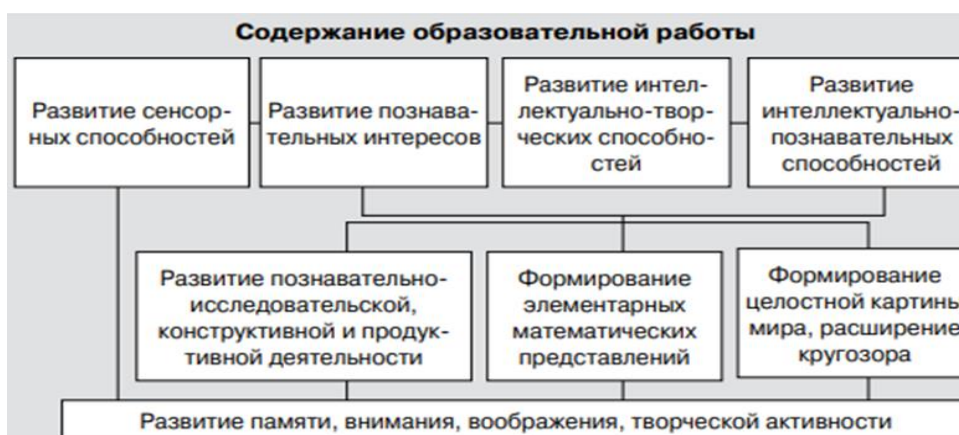 Содержание образовательной работы
Развитие сенсор-
ных способностей
Развитие познава-
тельных интересов
Развитие интел-
лектуально-твор-
ческих способно-
стей
Развитие
интеллектуально-
познавательных
способностей
Развитие познавательно-
исследовательской,
конструктивной и продук-
тивной деятельности
Формирование
элементарных
математических
представлений
Формирование
целостной картины
мира, расширение
кругозора
Развитие памяти, внимания, воображения, творческой активности